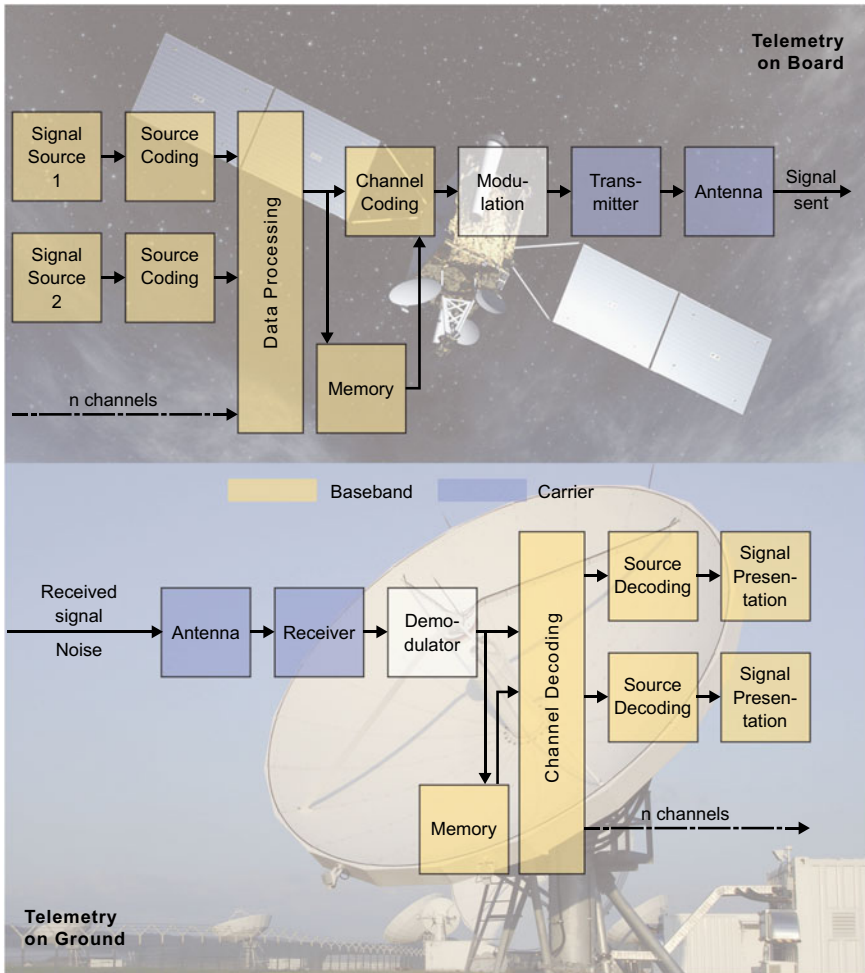 Telemetry
on Board
Signal
Source
1
Source
Coding
Signal
Source
2
Source
Coding
n channels
Data Processing
Channel
Coding
Memory
Modu-
lation
Trans-
mitter
Antenna
Signal
sent
Baseband
Carrier
Received
signal
Noise
Antenna
Receiver
Demo-
dulator
Memory
Channel Decoding
Source
Decoding
Signal
Presen-
tation
Source
Decoding
Signal
Presen-
tation
n channels
Telemetry
on Ground